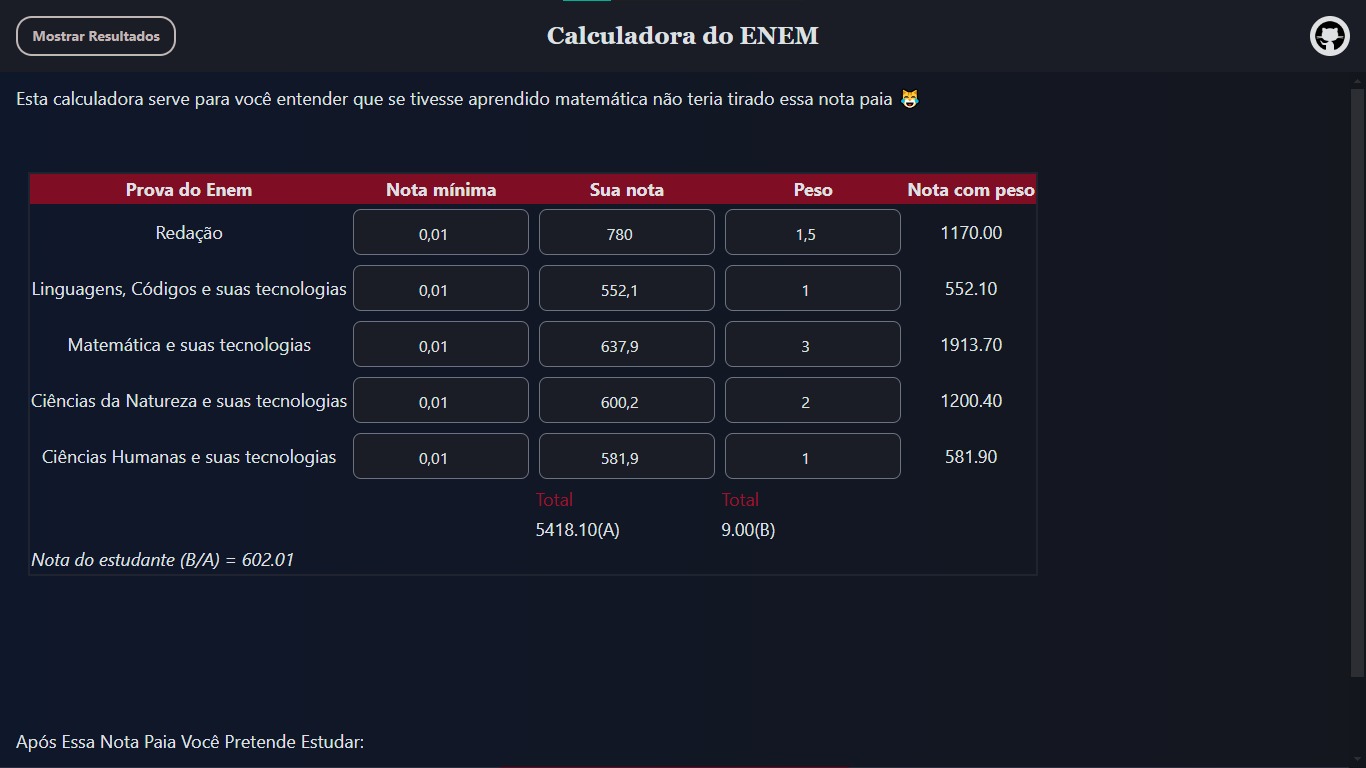 Mostrar Resultados Calculadora do ENEM
Esta calculadora serve para você entender que se tivesse aprendido matemática não teria tirado essa nota paia 😹
Prova do Enem Nota mínima Sua nota Peso Nota com peso
Redação 0,01 780 1,5 1170.00
Linguagens, Códigos e suas tecnologias 0,01 552,1 1 552.10
Matemática e suas tecnologias 0,01 637,9 3 1913.70
Ciências da Natureza e suas tecnologias 0,01 600,2 2 1200.40
Ciências Humanas e suas tecnologias 0,01 581,9 1 581.90
Total Total
5418.10(A) 9.00(B)
Nota do estudante (B/A) = 602.01
Após Essa Nota Paia Você Pretende Estudar: